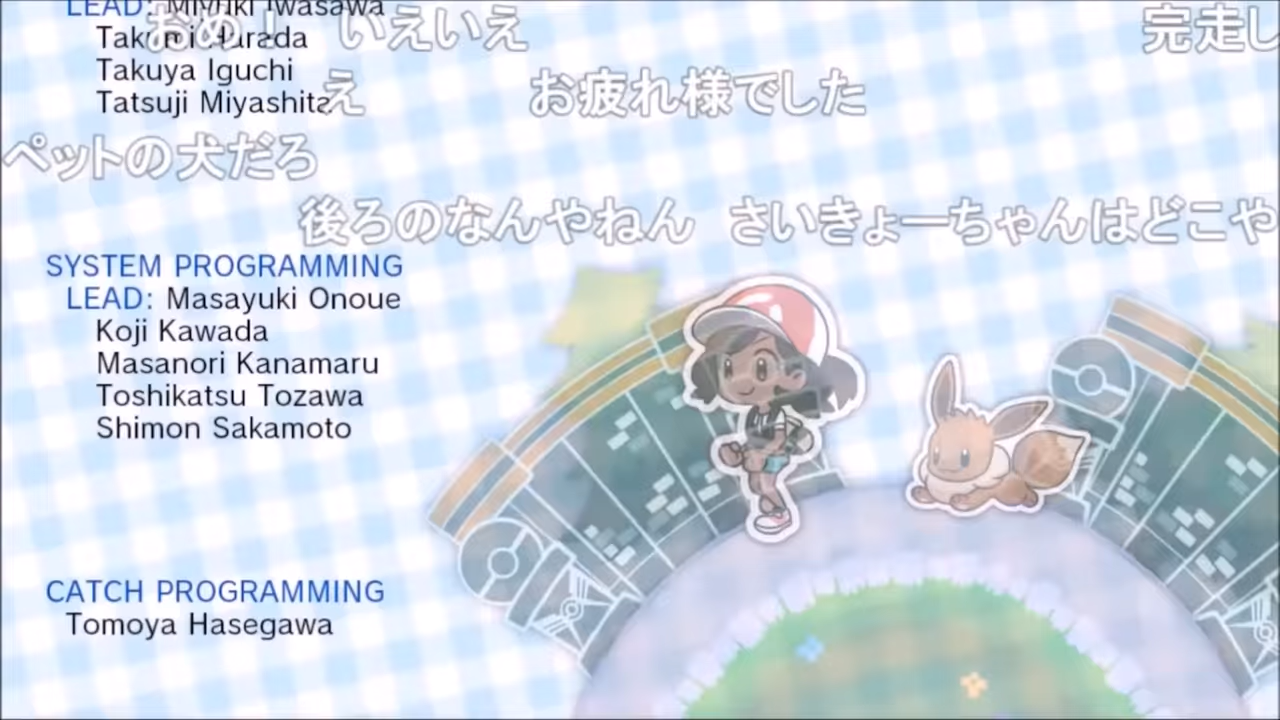 LEAD: Miyuki Iwasawa
おめ！ いえいえ
完走し
Takumi Harada
Takuya Iguchi
え
お疲れ様でした
Tatsuji Miyashita
ペットの犬だろ
後ろのなんやねん
さいきょーちゃんはどこや
SYSTEM PROGRAMMING
LEAD: Masayuki Onoue
Koji Kawada
Masanori Kanamaru
Toshikatsu Tozawa
Shimon Sakamoto
CATCH PROGRAMMING
Tomoya Hasegawa